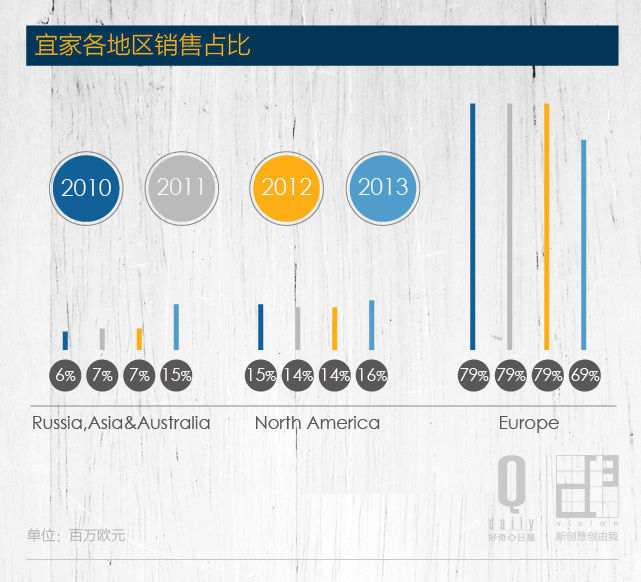 宜家各地区销售占比
2010 2011 2012 2013
6% 7% 7% 15% 15% 14% 14% 16% 79% 79% 79% 69%
Russia,Asia&Australia North America Europe
Q
daily vision
单位：百万欧元 好奇心日报 新创意创由我